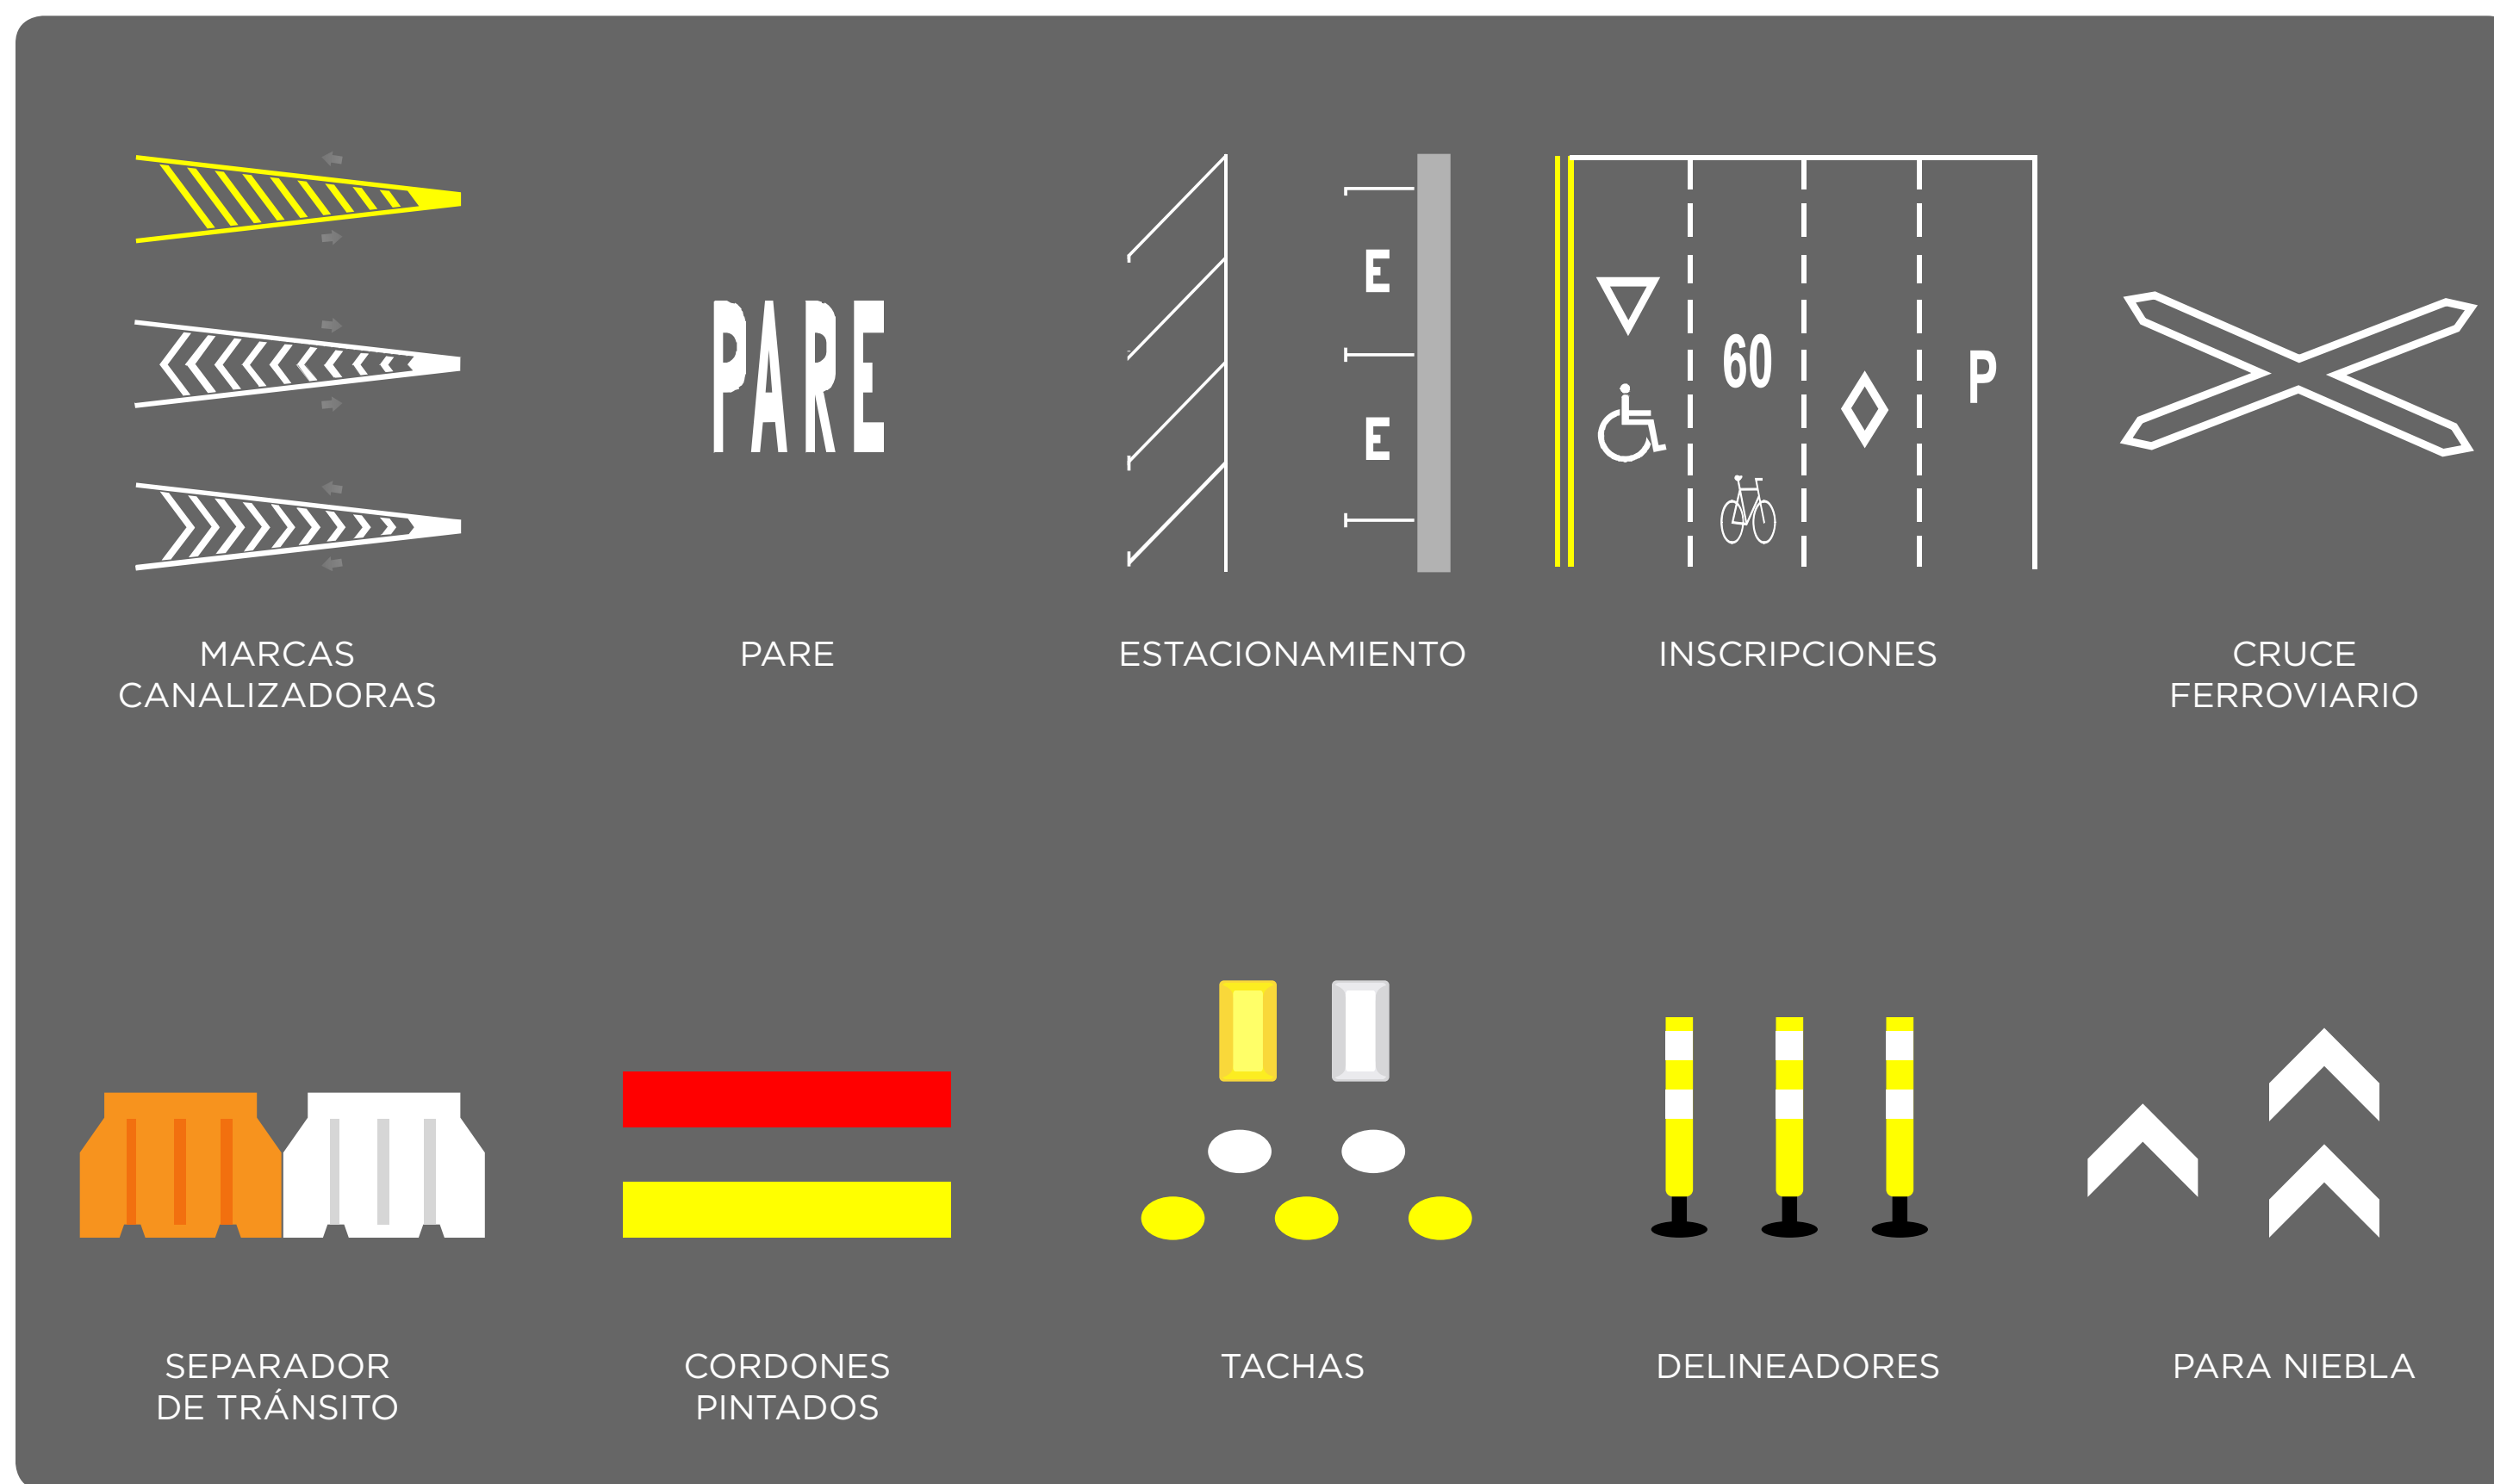 PARE
E
E
60
P
MARCAS
CANALIZADORAS
PARE
ESTACIONAMIENTO
INSCRIPCIONES
CRUCE
FERROVIARIO
SEPARADOR
DE TRÁNSITO
CORDONES
PINTADOS
TACHAS
DELINEADORES
PARA NIEBLA